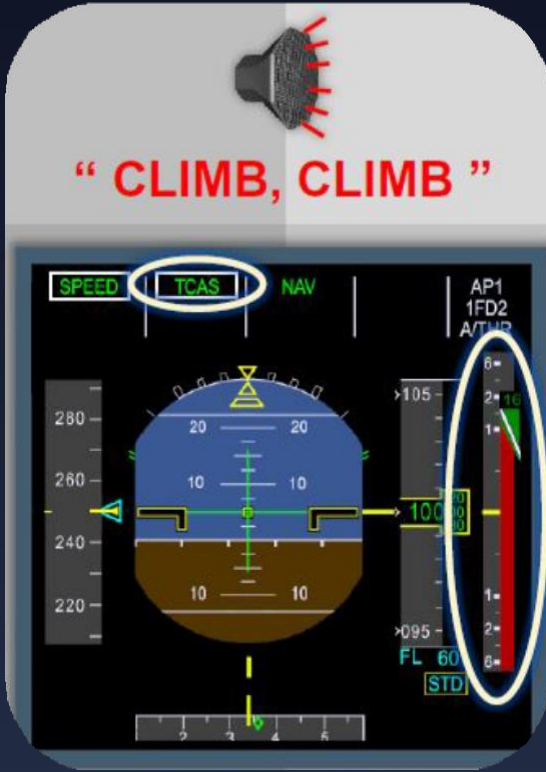 “ CLIMB, CLIMB ”
SPEED TCAS NAV AP1
1FD2
A/THR
6
105 2 16
280 20 20 1
260 10 10
100
240
10 10 1
220 095 2
FL 60 6
STD
2 3 4 5